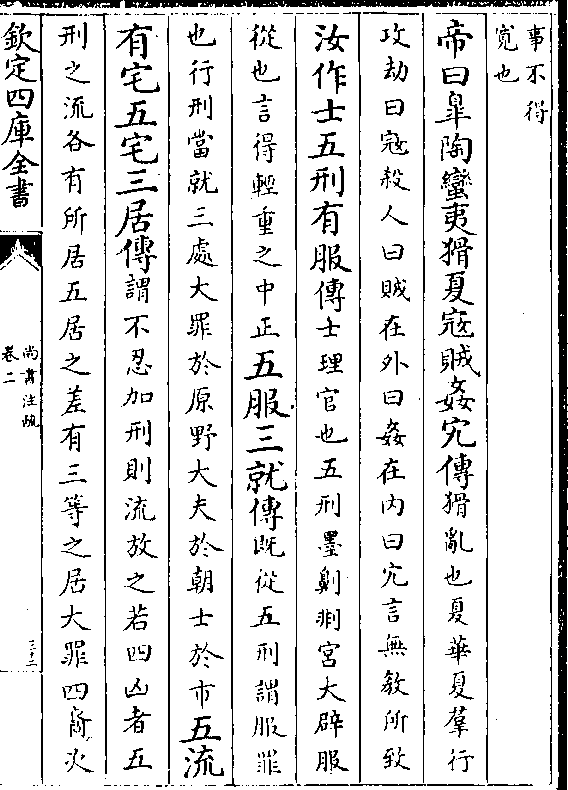 事不得
寛也
帝曰臯陶蠻夷猾夏寇賊姦宄傳猾亂也夏華夏羣行
攻劫曰寇殺人曰賊在外曰姦在内曰宄言無教所致
汝作士五刑有服傳士理官也五刑墨劓剕宫大辟服
從也言得輕重之中正五服三就傳既從五刑謂服罪
也行刑當就三處大罪於原野大夫於朝士於市五流
有宅五宅三居傳謂不忍加刑則流放之若四凶者五
刑之流各有所居五居之差有三等之居大罪四裔次
欽定四庫全書
尚書注疏
卷二